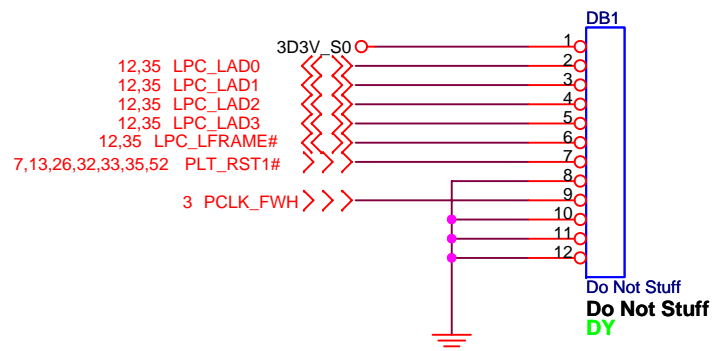 DB1
3D3V_S0 1
12,35 LPC_LAD0 2
12,35 LPC_LAD1 3
12,35 LPC_LAD2 4
12,35 LPC_LAD3 5
12,35 LPC_LFRAME# 6
7,13,26,32,33,35,52 PLT_RST1# 7
8
3 PCLK_FWH 9
10
11
12
Do Not Stuff
Do Not Stuff
DY